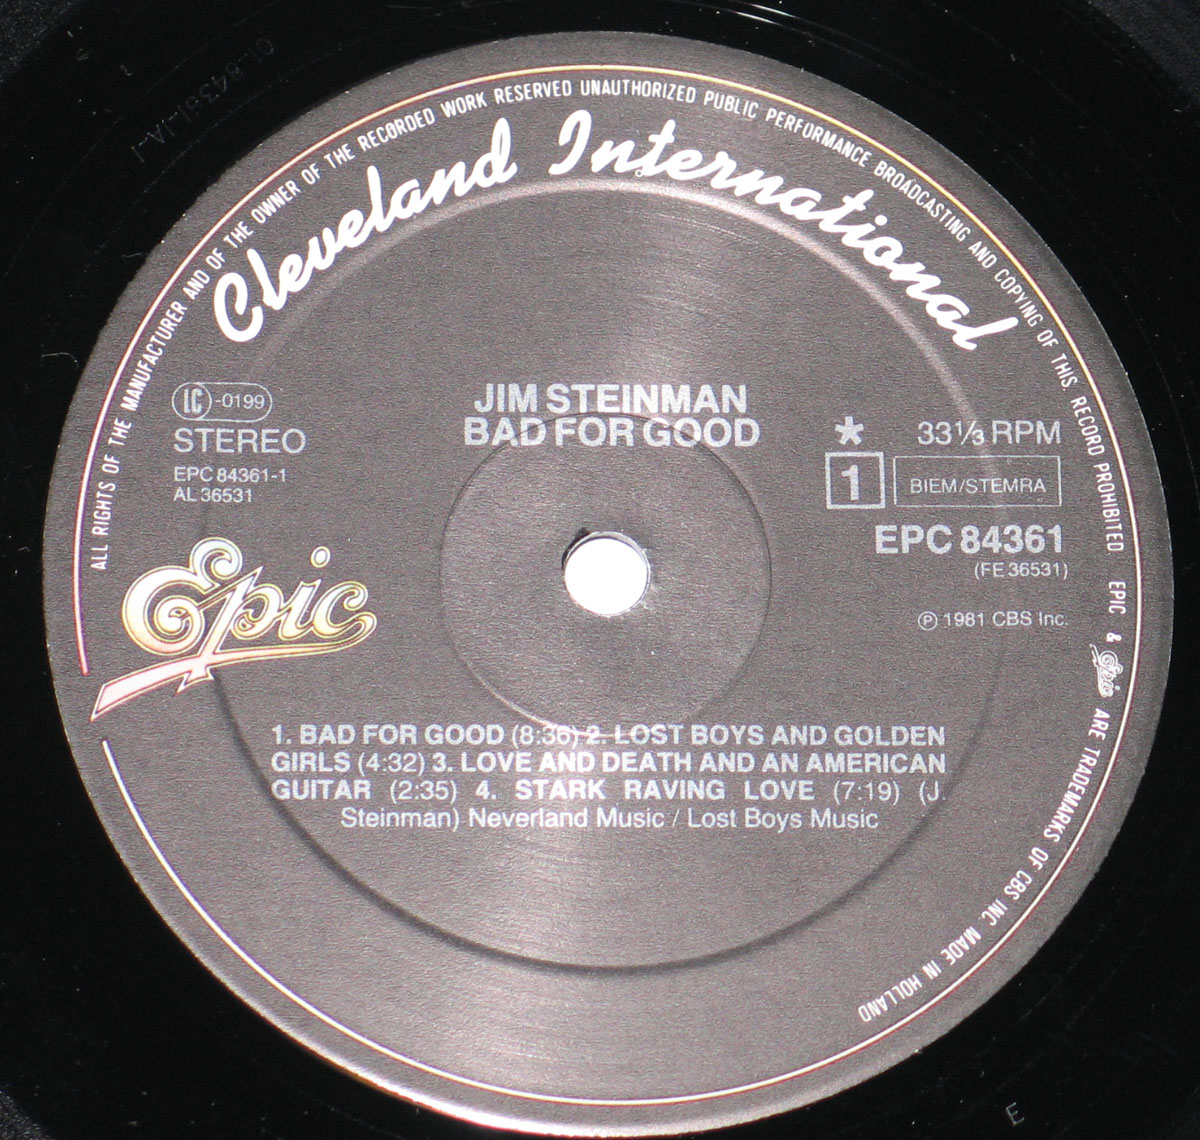 ALL RIGHTS OF THE MANUFACTURER AND OF THE OWNER OF THE RECORDED WORK RESERVED UNAUTHORIZED PUBLIC PERFORMANCE BROADCASTING AND COPYING OF THIS RECORD PROHIBITED EPIC & Epic ARE TRADEMARKS OF CBS INC. MADE IN HOLLAND
Cleveland International
JIM STEINMAN
BAD FOR GOOD
LC-0199
STEREO
EPC 84361-1
AL 36531
* 33⅓ RPM
1 BIEM/STEMRA
EPC 84361
(FE 36531)
℗ 1981 CBS Inc.
Epic
1. BAD FOR GOOD (8:36) 2. LOST BOYS AND GOLDEN
GIRLS (4:32) 3. LOVE AND DEATH AND AN AMERICAN
GUITAR (2:35) 4. STARK RAVING LOVE (7:19) (J.
Steinman) Neverland Music / Lost Boys Music
E